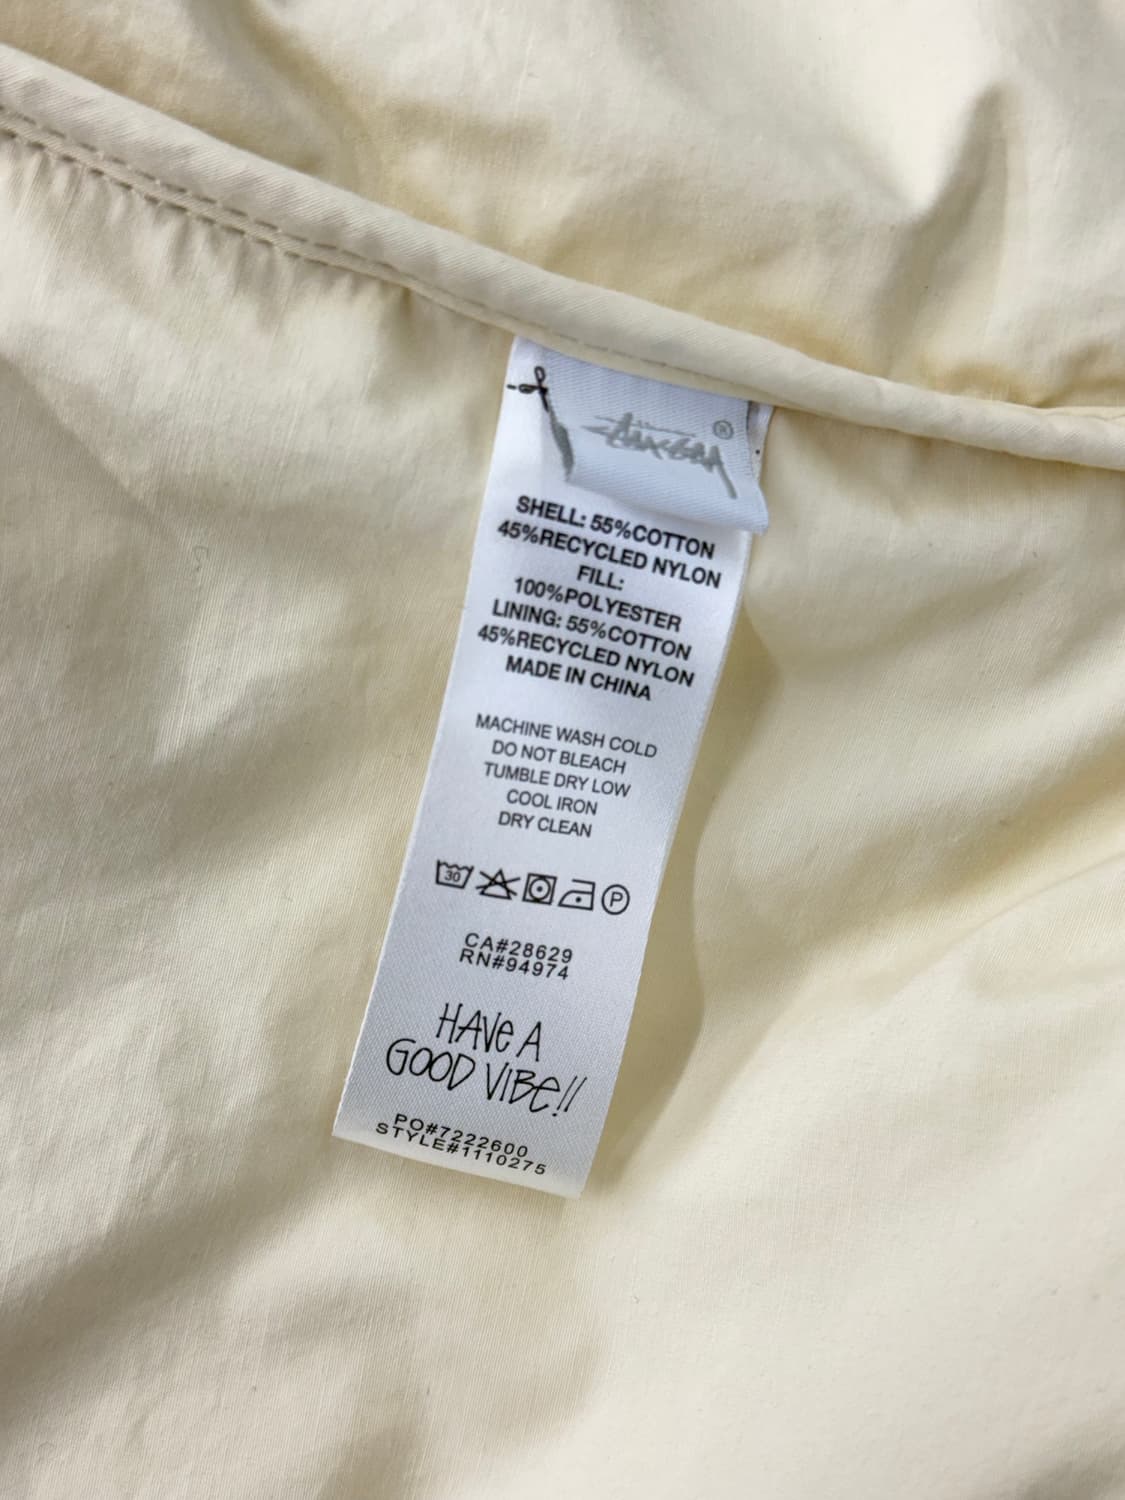 Stüssy ®
SHELL: 55%COTTON
45%RECYCLED NYLON
FILL:
100%POLYESTER
LINING: 55%COTTON
45%RECYCLED NYLON
MADE IN CHINA
MACHINE WASH COLD
DO NOT BLEACH
TUMBLE DRY LOW
COOL IRON
DRY CLEAN
30 P
CA#28629
RN#94974
HAVE A
GOOD VIBE!!
PO#7222600
STYLE#1110275